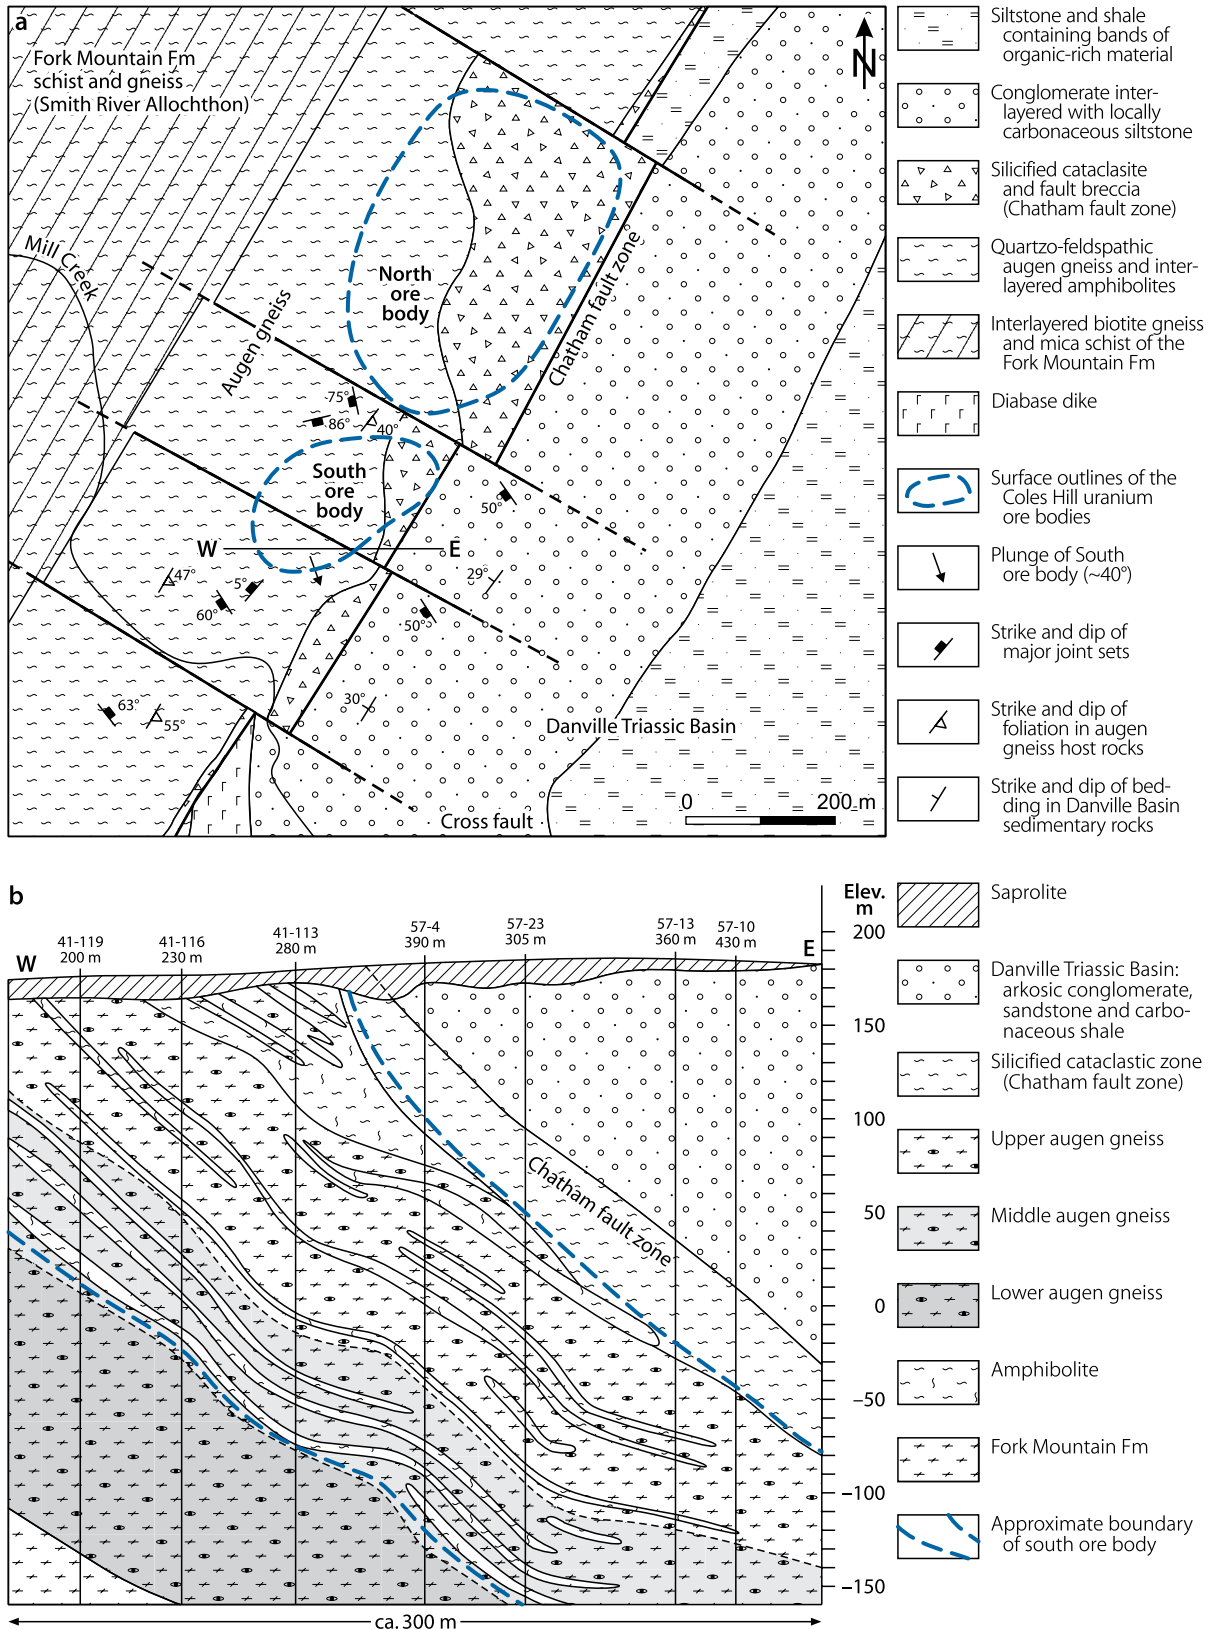 a
Fork Mountain Fm
schist and gneiss
(Smith River Allochthon)
N
Mill Creek
Augen gneiss
North
ore
body
Chatham fault zone
75°
86°
40°
South
ore
body
50°
W
E
47°
5°
60°
29°
50°
30°
63°
55°
Danville Triassic Basin
0
200 m
Cross fault
Siltstone and shale
containing bands of
organic-rich material
Conglomerate inter-
layered with locally
carbonaceous siltstone
Silicified cataclasite
and fault breccia
(Chatham fault zone)
Quartzo-feldspathic
augen gneiss and inter-
layered amphibolites
Interlayered biotite gneiss
and mica schist of the
Fork Mountain Fm
Diabase dike
Surface outlines of the
Coles Hill uranium
ore bodies
Plunge of South
ore body (~40°)
Strike and dip of
major joint sets
Strike and dip of
foliation in augen
gneiss host rocks
Strike and dip of bed-
ding in Danville Basin
sedimentary rocks
b
W
41-119
200 m
41-116
230 m
41-113
280 m
57-4
390 m
57-23
305 m
57-13
360 m
57-10
430 m
E
Elev.
m
200
150
100
50
0
−50
−100
−150
Chatham fault zone
ca. 300 m
Saprolite
Danville Triassic Basin:
arkosic conglomerate,
sandstone and carbo-
naceous shale
Silicified cataclastic zone
(Chatham fault zone)
Upper augen gneiss
Middle augen gneiss
Lower augen gneiss
Amphibolite
Fork Mountain Fm
Approximate boundary
of south ore body